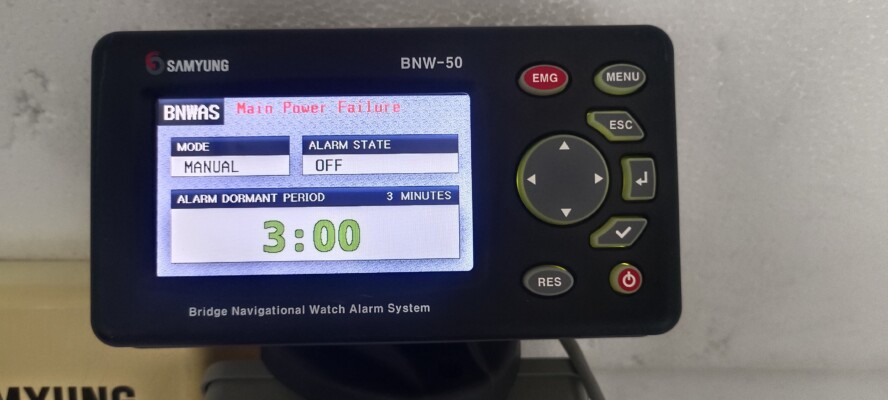 SAMYUNG
BNW-50
BNWAS
Main Power Failure
MODE
MANUAL
ALARM STATE
OFF
ALARM DORMANT PERIOD 3 MINUTES
3:00
Bridge Navigational Watch Alarm System
EMG
MENU
ESC
RES
MYUNG